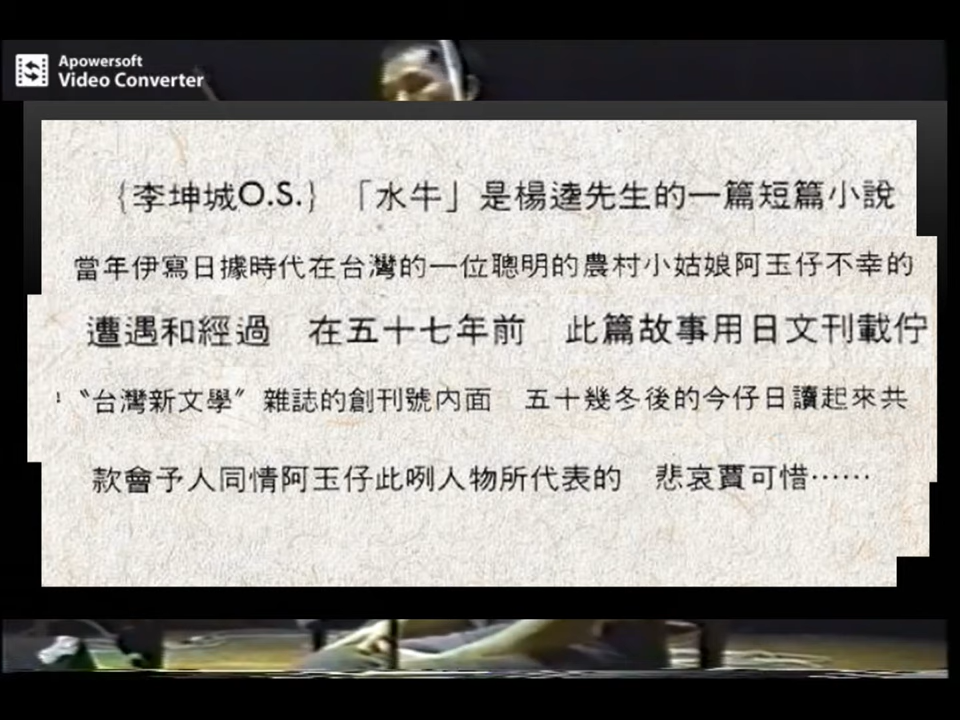 Apowersoft
Video Converter
{李坤城O.S.} 「水牛」是楊逵先生的一篇短篇小說
當年伊寫日據時代在台灣的一位聰明的農村小姑娘阿玉仔不幸的
遭遇和經過 在五十七年前 此篇故事用日文刊載佇
〝台灣新文學〞雜誌的創刊號內面 五十幾冬後的今仔日讀起來共
款會予人同情阿玉仔此咧人物所代表的 悲哀賈可惜⋯⋯